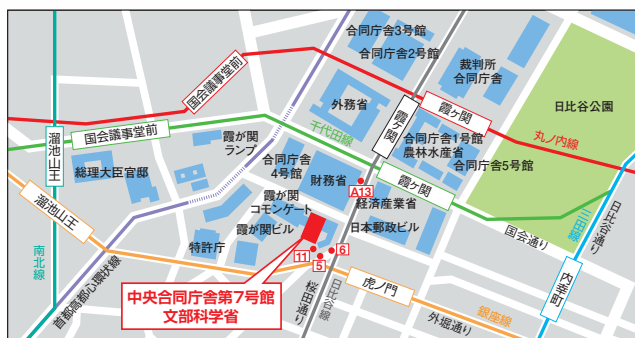 合同庁舎3号館
合同庁舎2号館
裁判所
合同庁舎
日比谷公園
国会議事堂前
外務省
霞ケ関
霞ケ関
丸ノ内線
溜池山王
国会議事堂前
霞が関
ランプ
千代田線
合同庁舎1号館
農林水産省
合同庁舎5号館
総理大臣官邸
合同庁舎
4号館
財務省
A13
霞ケ関
溜池山王
霞が関
コモンゲート
経済産業省
三田線
日比谷通り
国会通り
特許庁
霞が関ビル
日本郵政ビル
南北線
首都高都心環状線
11
5
6
内幸町
中央合同庁舎第7号館
文部科学省
桜田通り
日比谷線
虎ノ門
外堀通り
銀座線